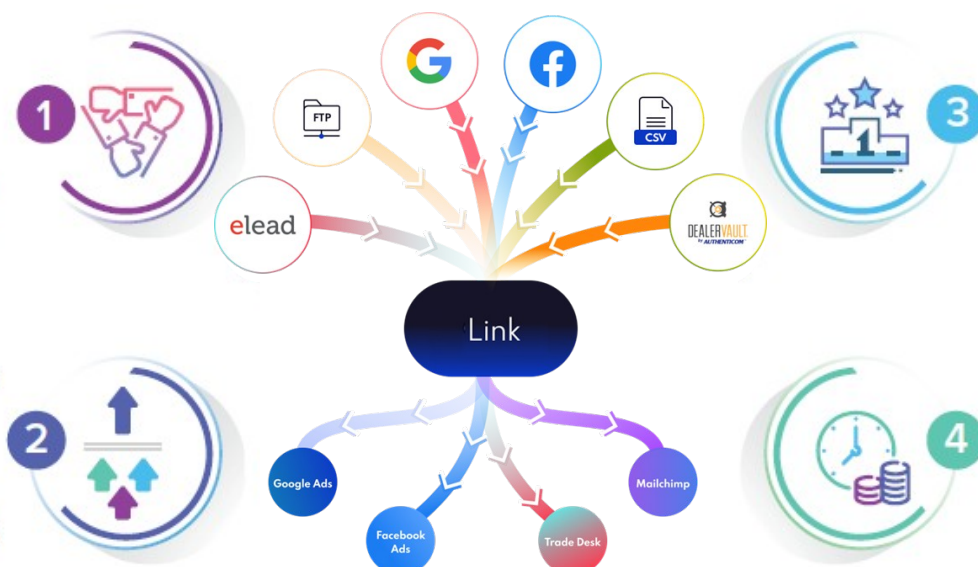 1
FTP
G
f
CSV
1
3
elead
DEALERVAULT
by AUTHENTICOM
Link
2
Google Ads
Facebook
Ads
Trade Desk
Mailchimp
4